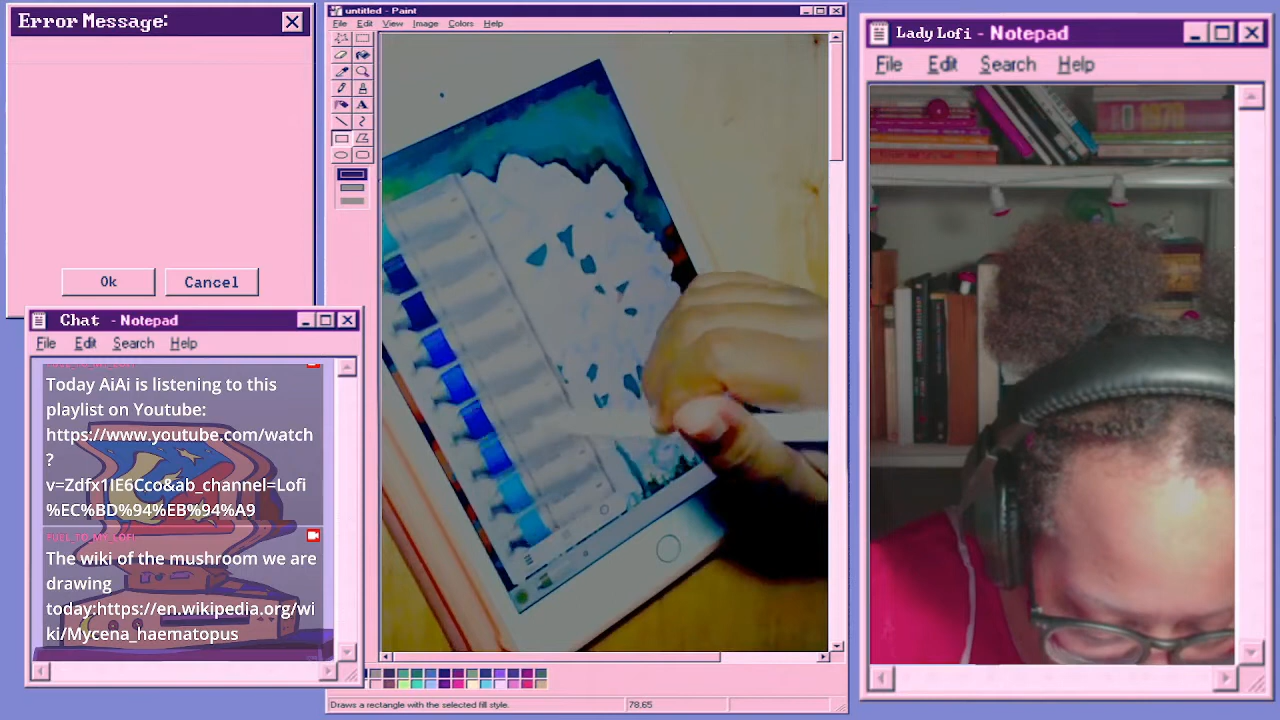 Error Message:
Ok
Cancel
Chat - Notepad
File Edit Search Help
Today AiAi is listening to this
playlist on Youtube:
https://www.youtube.com/watch
?
v=Zdfx1IE6Cco&ab_channel=Lofi
%EC%BD%94%EB%94%A9
The wiki of the mushroom we are
drawing
today:https://en.wikipedia.org/wi
ki/Mycena_haematopus
untitled - Paint
File Edit View Image Colors Help
Draws a rectangle with the selected fill style.
78,65
Lady Lofi - Notepad
File Edit Search Help